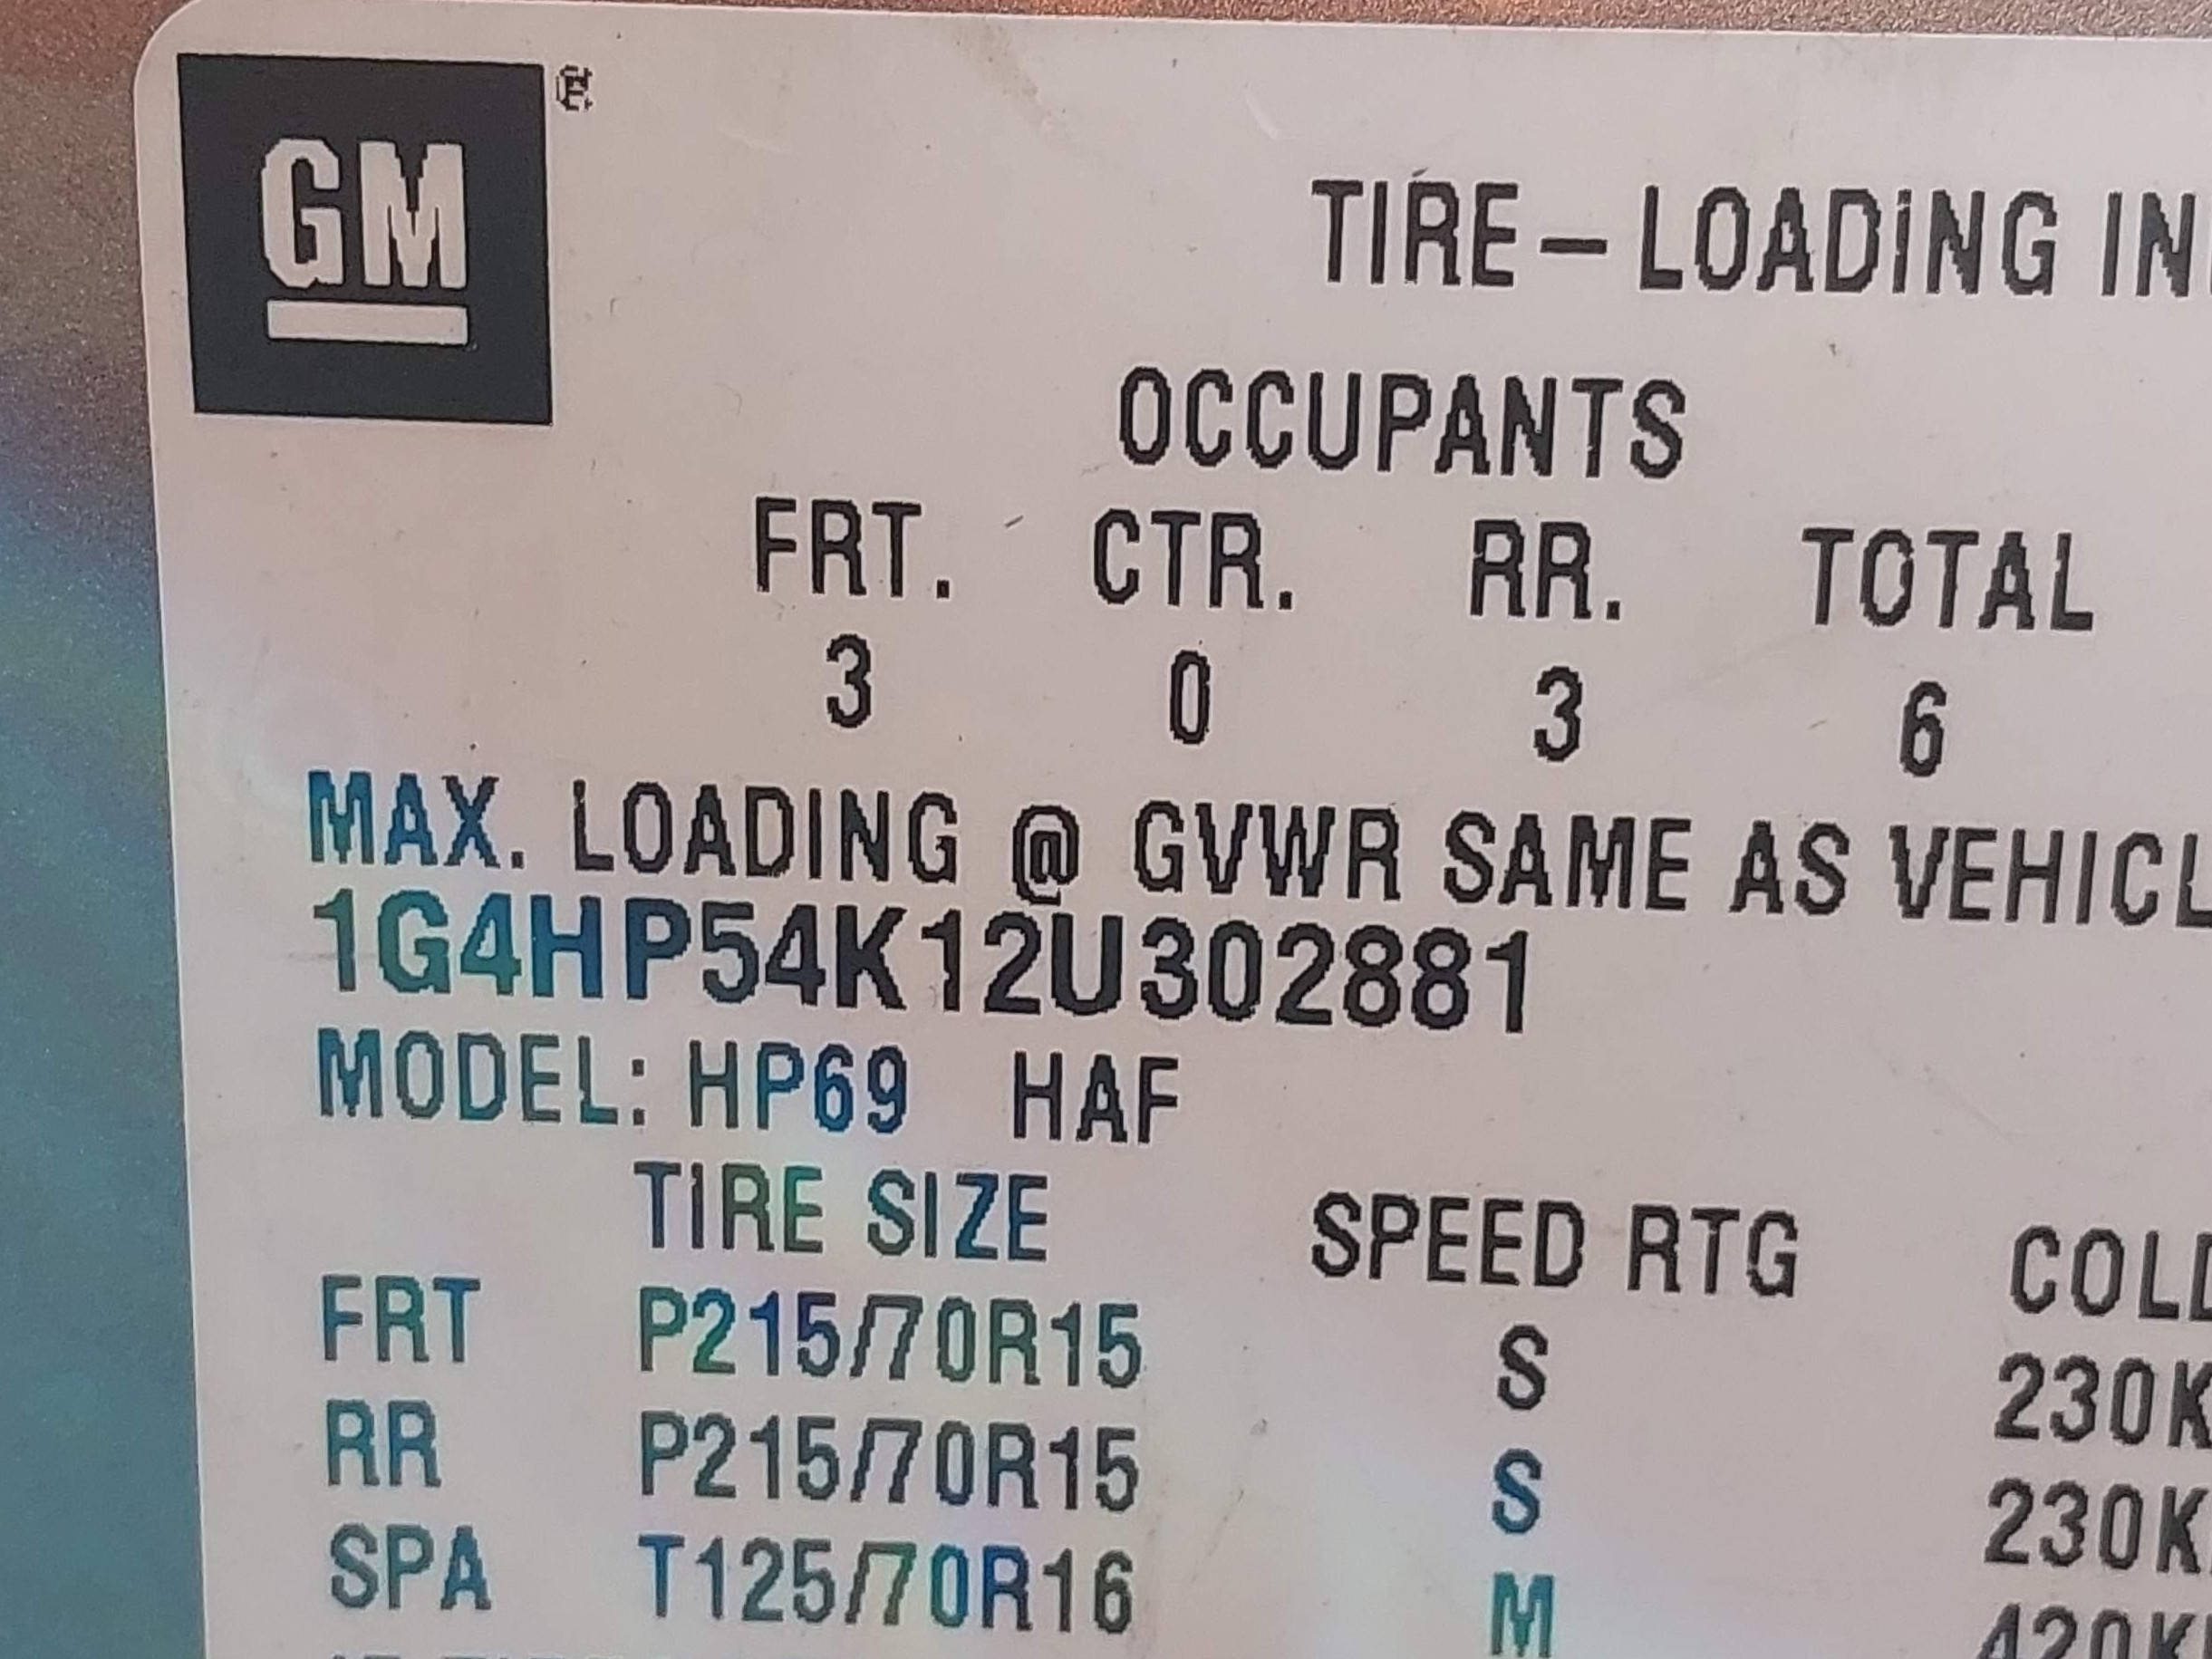 GM
TIRE-LOADING IN
OCCUPANTS
FRT. CTR. RR. TOTAL
3 0 3 6
MAX. LOADING @ GVWR SAME AS VEHICL
1G4HP54K12U302881
MODEL: HP69 HAF
TIRE SIZE SPEED RTG COLD
FRT P215/70R15 S 230K
RR P215/70R15 S 230K
SPA T125/70R16 M 420K